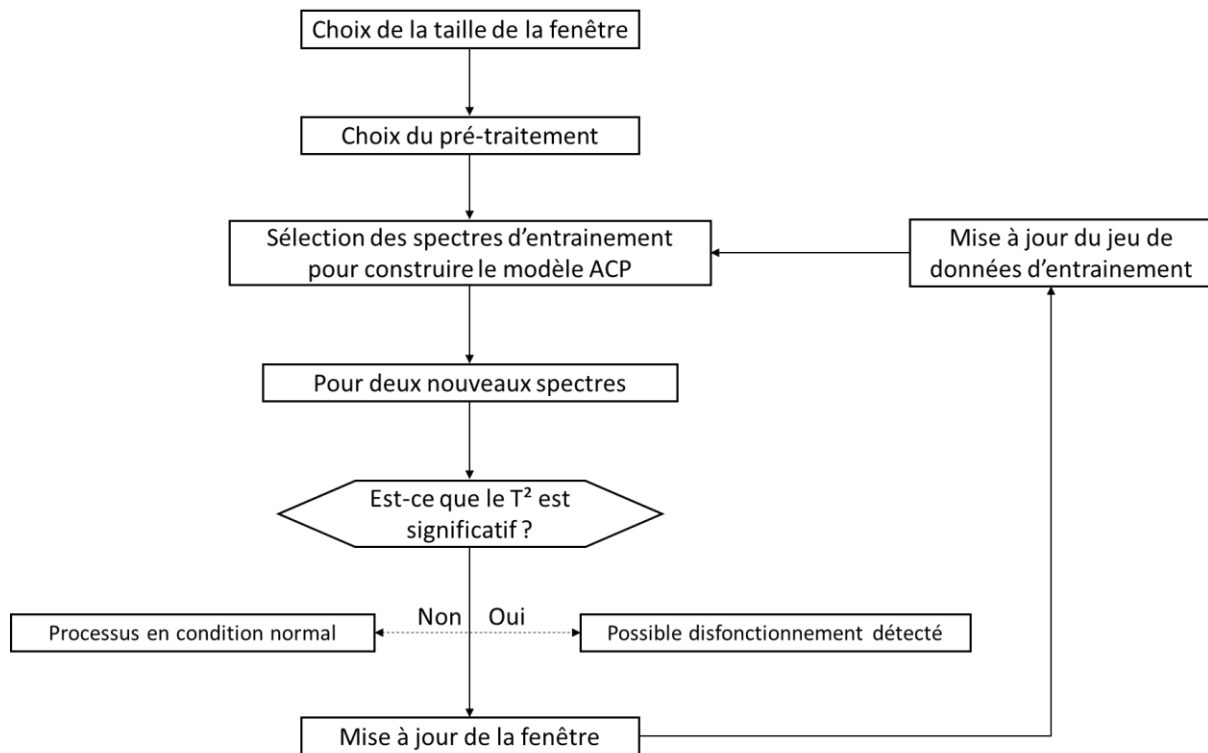 Choix de la taille de la fenêtre
Choix du pré-traitement
Sélection des spectres d'entrainement
pour construire le modèle ACP
Mise à jour du jeu de
données d'entrainement
Pour deux nouveaux spectres
Est-ce que le T² est
significatif ?
Non Oui
Processus en condition normal
Possible disfonctionnement détecté
Mise à jour de la fenêtre